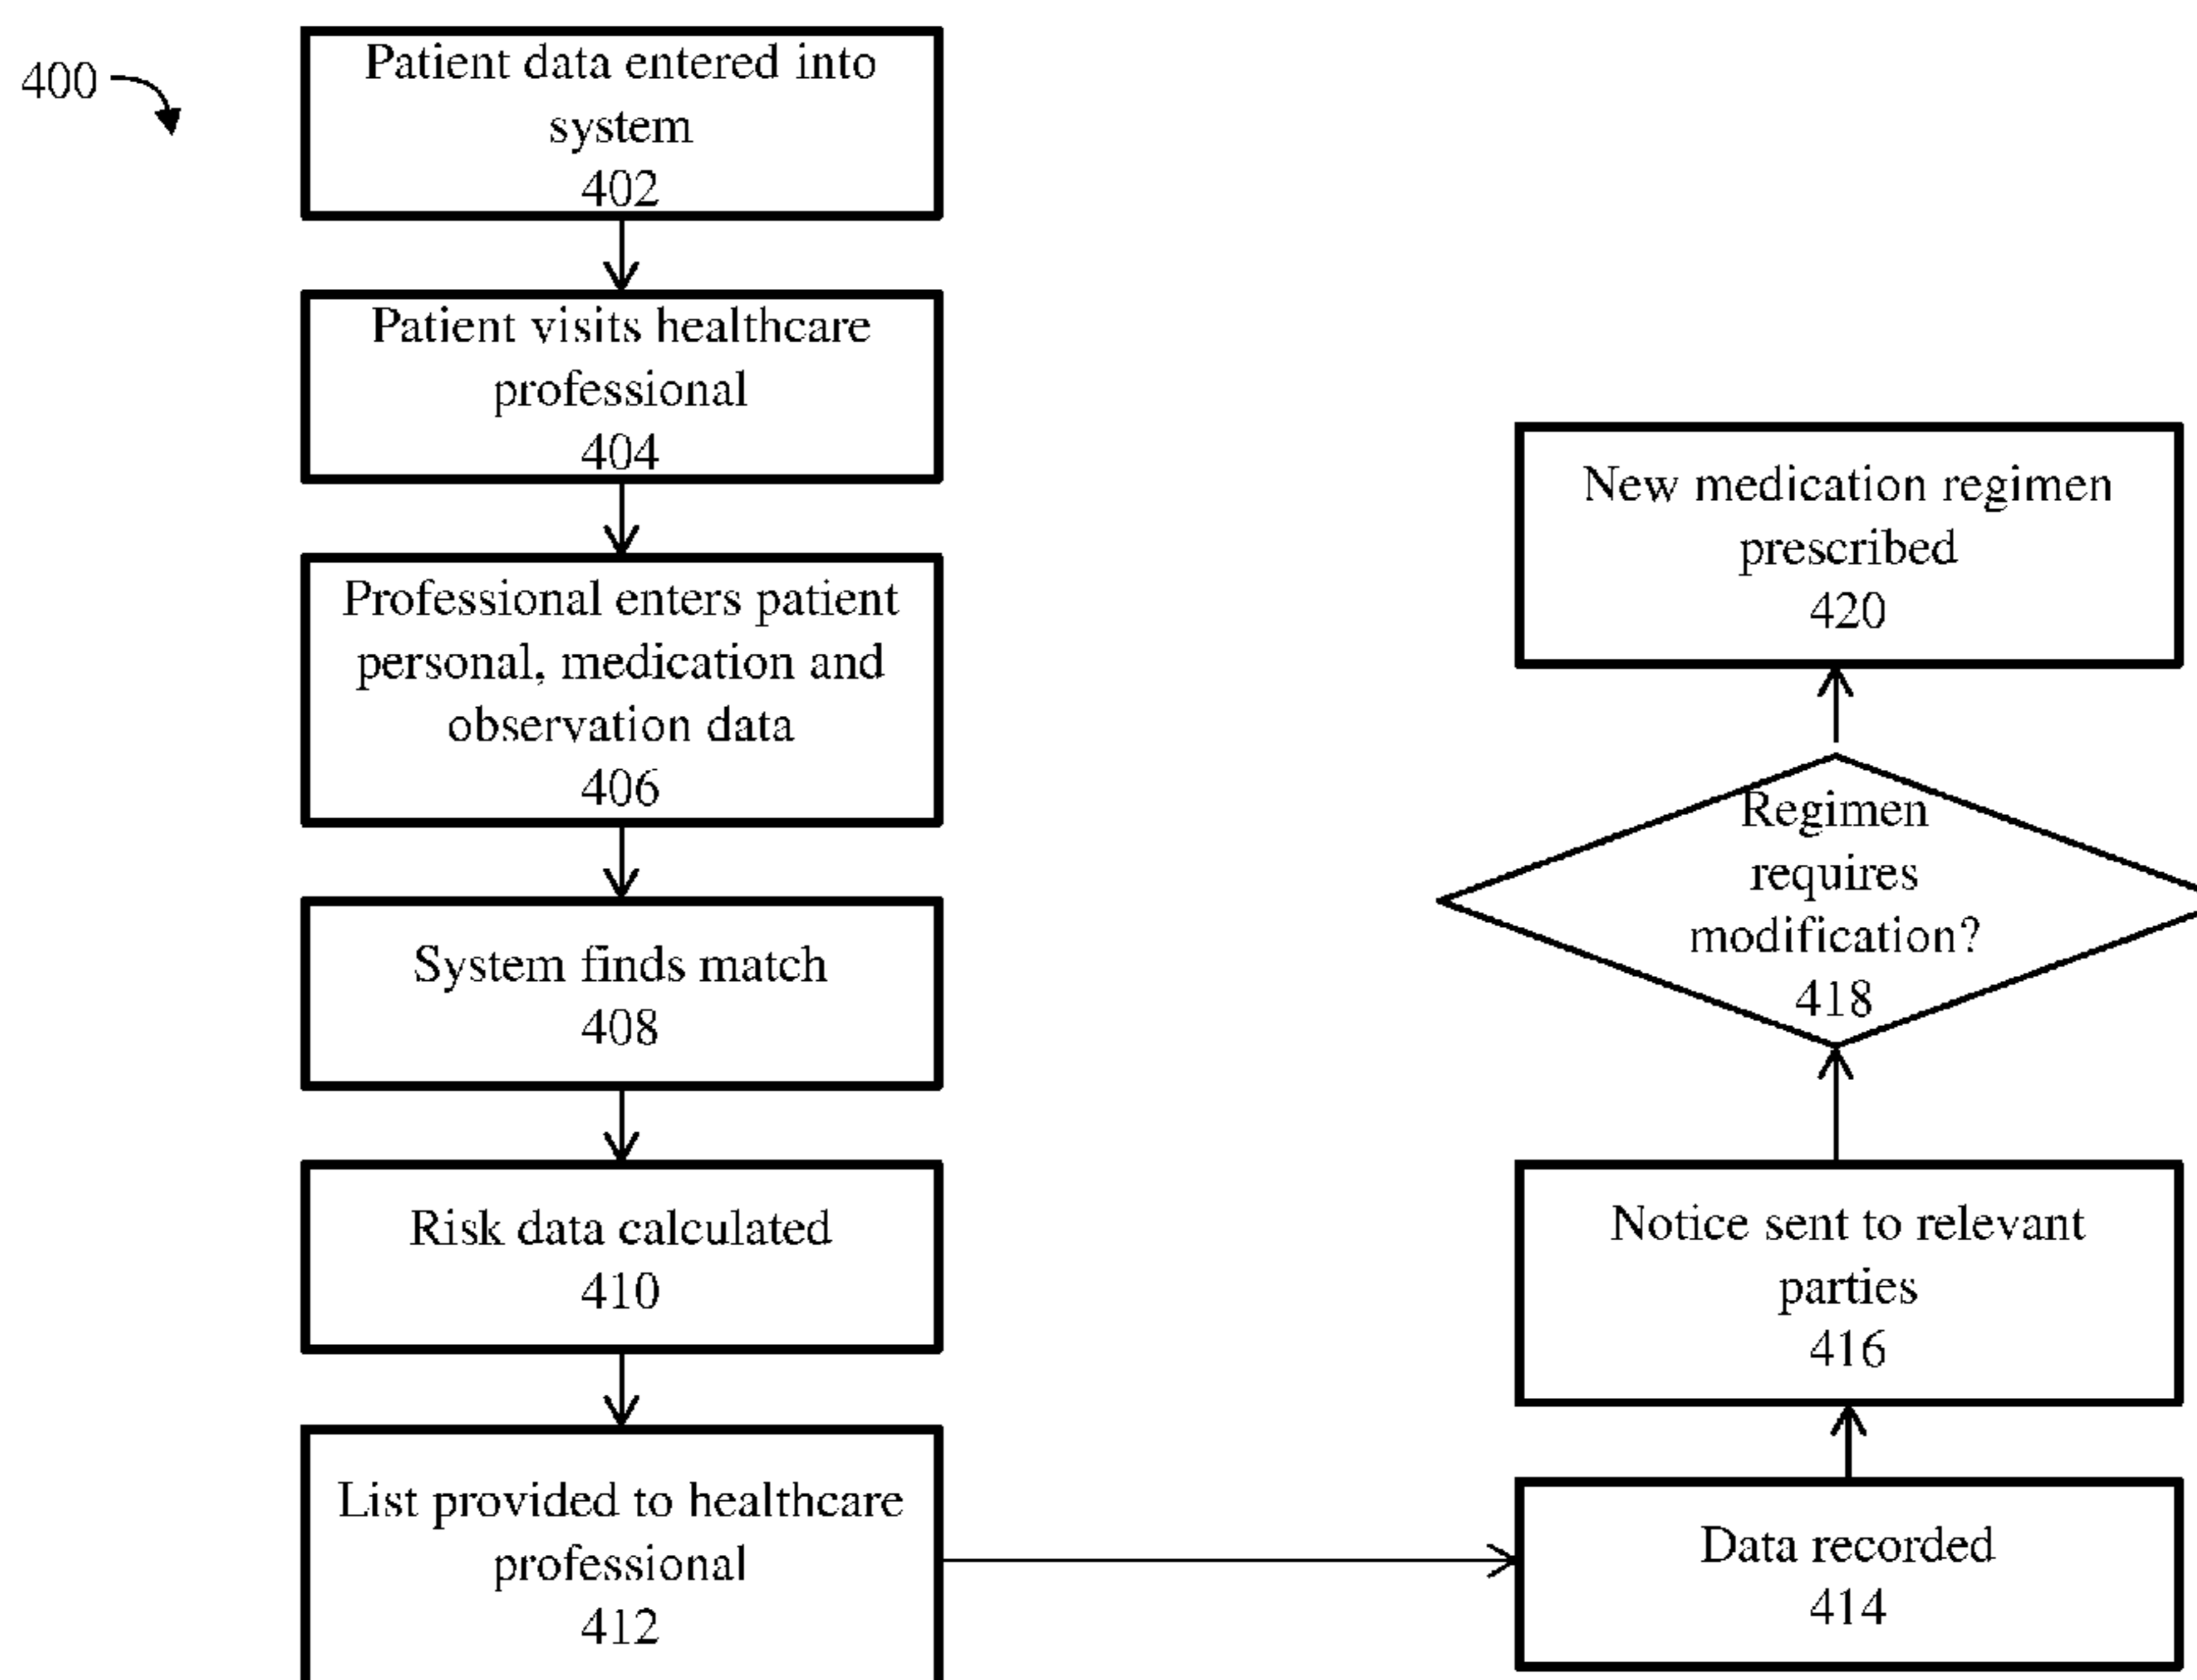 400
Patient data entered into
system
402
Patient visits healthcare
professional
404
Professional enters patient
personal, medication and
observation data
406
System finds match
408
Risk data calculated
410
List provided to healthcare
professional
412
New medication regimen
prescribed
420
Regimen
requires
modification?
418
Notice sent to relevant
parties
416
Data recorded
414